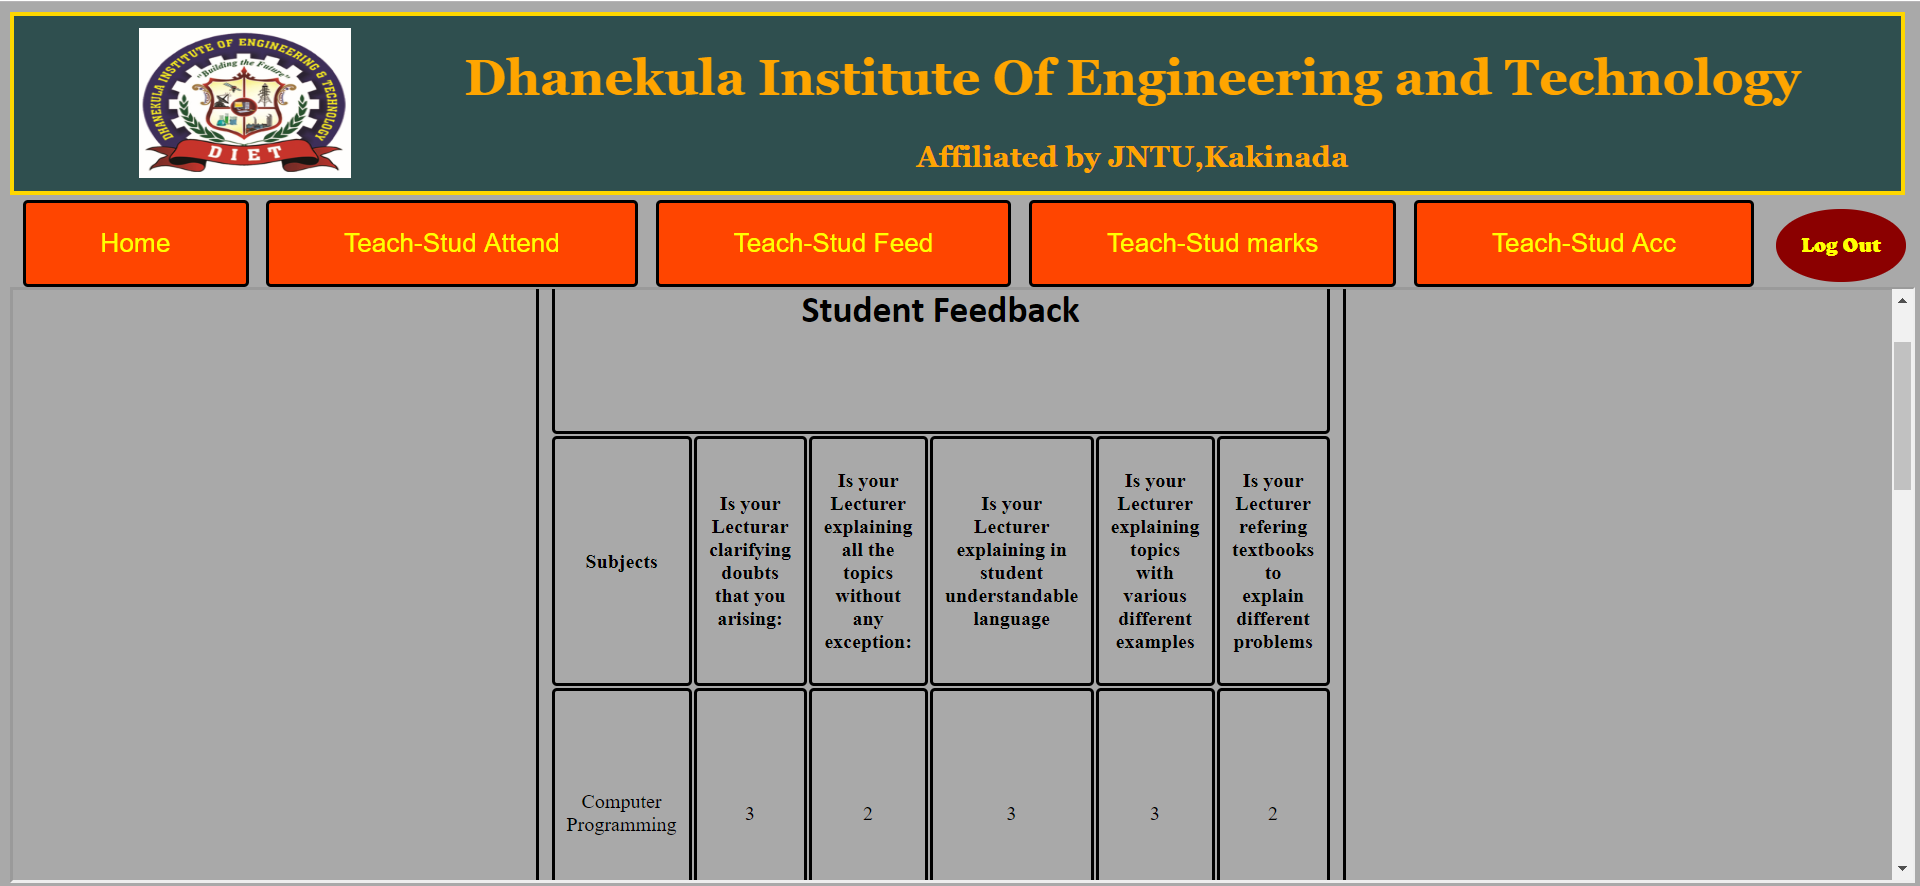 DHANEKULA INSTITUTE OF ENGINEERING & TECHNOLOGY
"Building the Future"
DIET
Dhanekula Institute Of Engineering and Technology
Affiliated by JNTU,Kakinada
Home
Teach-Stud Attend
Teach-Stud Feed
Teach-Stud marks
Teach-Stud Acc
Log Out
Student Feedback
Subjects
Is your
Lecturar
clarifying
doubts
that you
arising:
Is your
Lecturer
explaining
all the
topics
without
any
exception:
Is your
Lecturer
explaining in
student
understandable
language
Is your
Lecturer
explaining
topics
with
various
different
examples
Is your
Lecturer
refering
textbooks
to
explain
different
problems
Computer
Programming
3
2
3
3
2